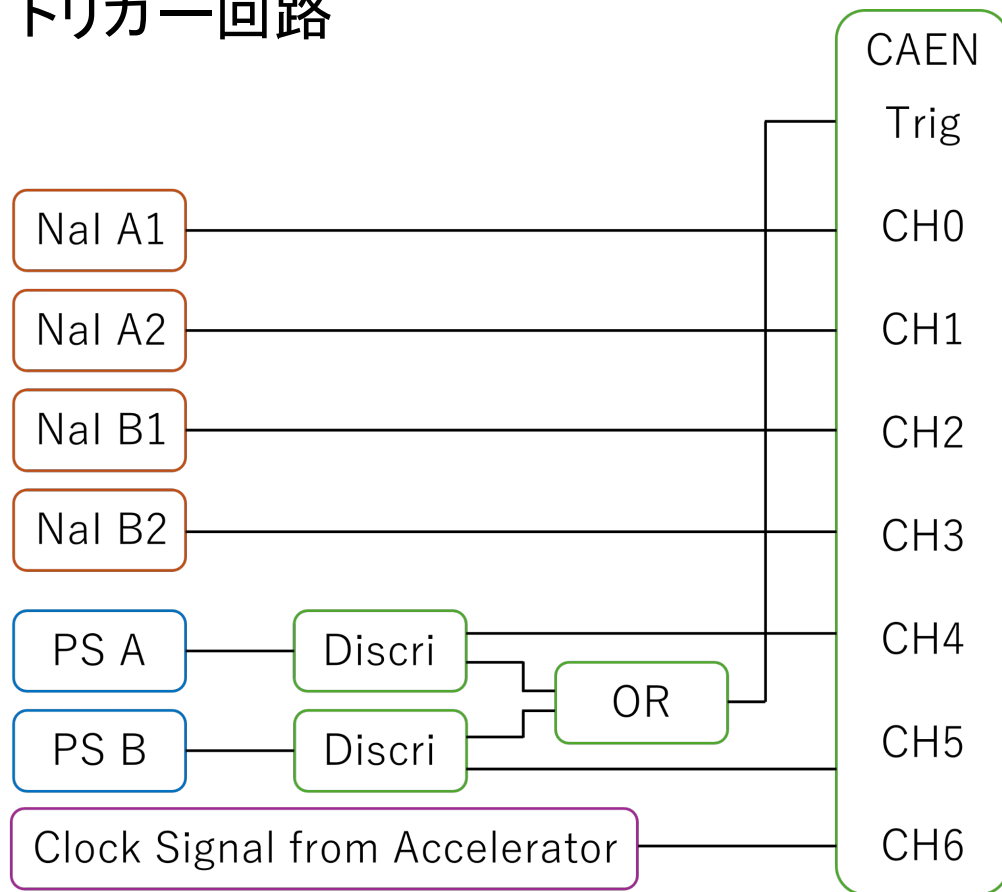 トリガー回路
CAEN
Trig
NaI A1
CH0
NaI A2
CH1
NaI B1
CH2
NaI B2
CH3
PS A
Discri
CH4
OR
PS B
Discri
CH5
Clock Signal from Accelerator
CH6